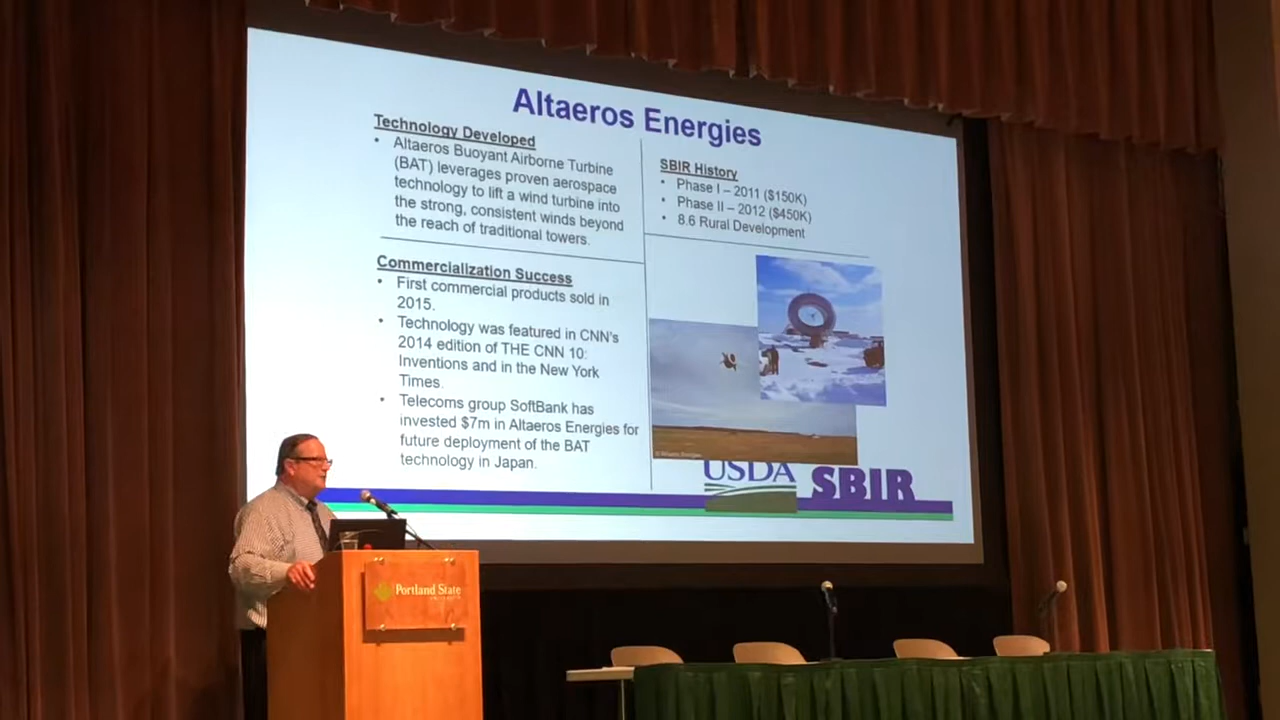 Altaeros Energies
Technology Developed
• Altaeros Buoyant Airborne Turbine
(BAT) leverages proven aerospace
technology to lift a wind turbine into
the strong, consistent winds beyond
the reach of traditional towers.
Commercialization Success
• First commercial products sold in
2015.
• Technology was featured in CNN's
2014 edition of THE CNN 10:
Inventions and in the New York
Times.
• Telecoms group SoftBank has
invested $7m in Altaeros Energies for
future deployment of the BAT
technology in Japan.
SBIR History
• Phase I – 2011 ($150K)
• Phase II – 2012 ($450K)
• 8.6 Rural Development
© Altaeros Energies
USDA
SBIR
Portland State
UNIVERSITY